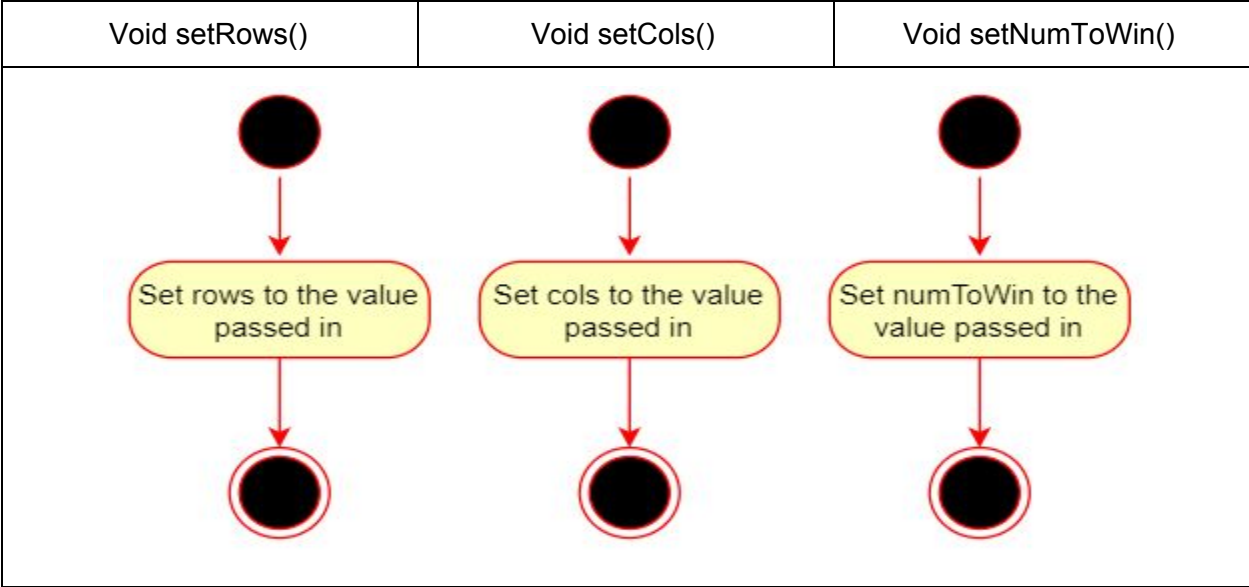 Void setRows()
Void setCols()
Void setNumToWin()
Set rows to the value
passed in
Set cols to the value
passed in
Set numToWin to the
value passed in